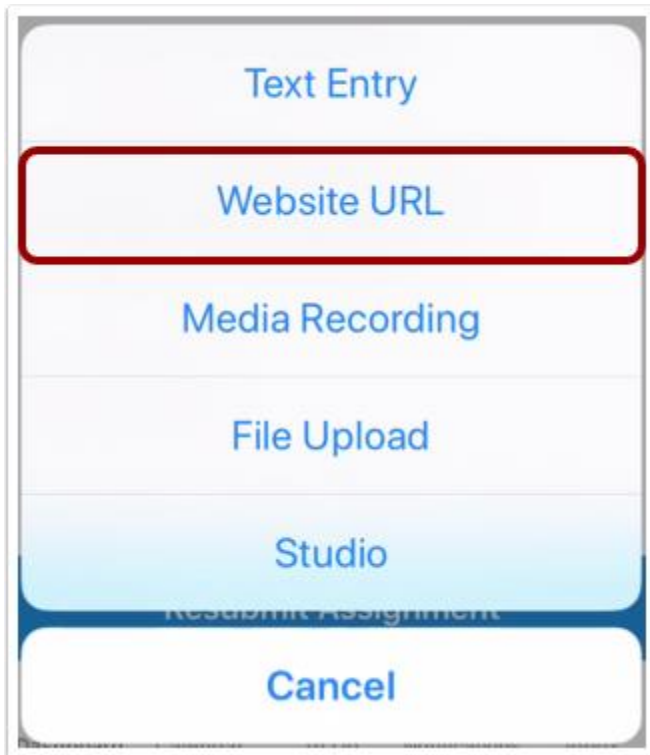 Text Entry
Website URL
Media Recording
File Upload
Studio
Resubmit Assignment
Cancel